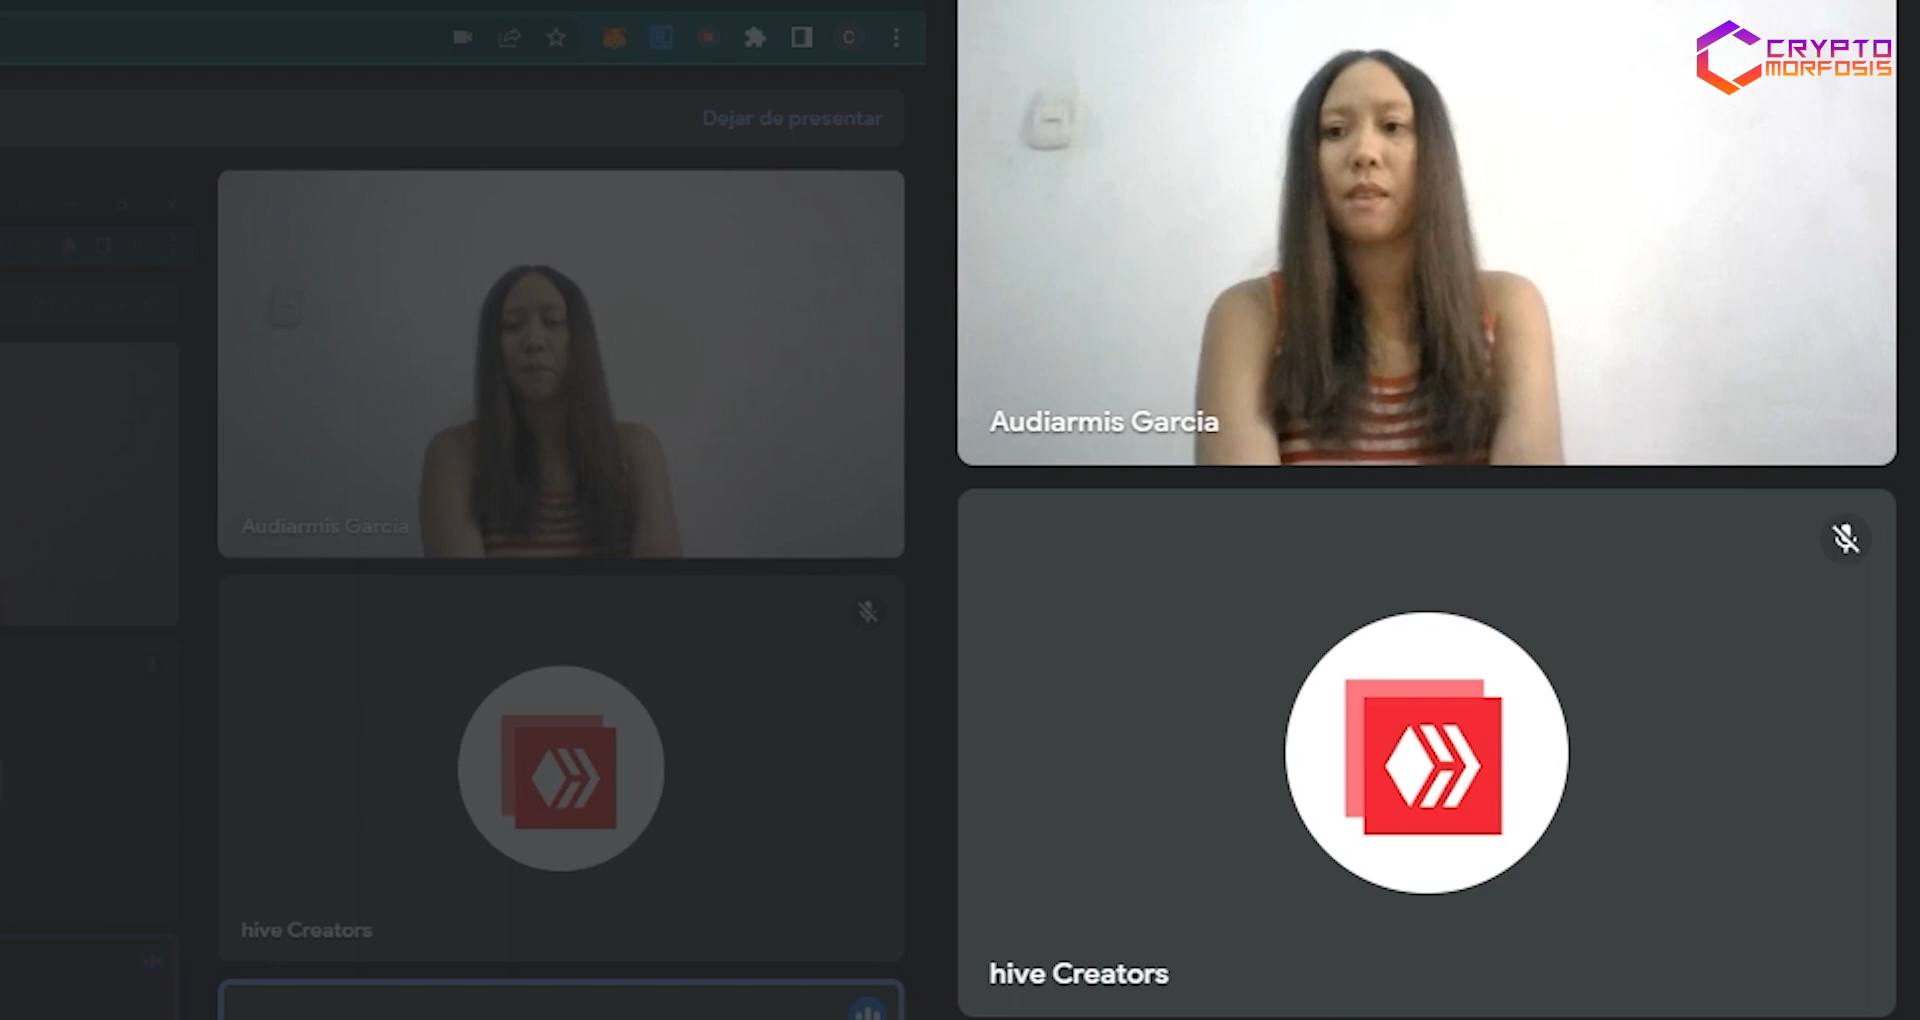 C
Dejar de presentar
Audiarmis Garcia
hive Creators
CRYPTO
MORFOSIS
Audiarmis Garcia
hive Creators